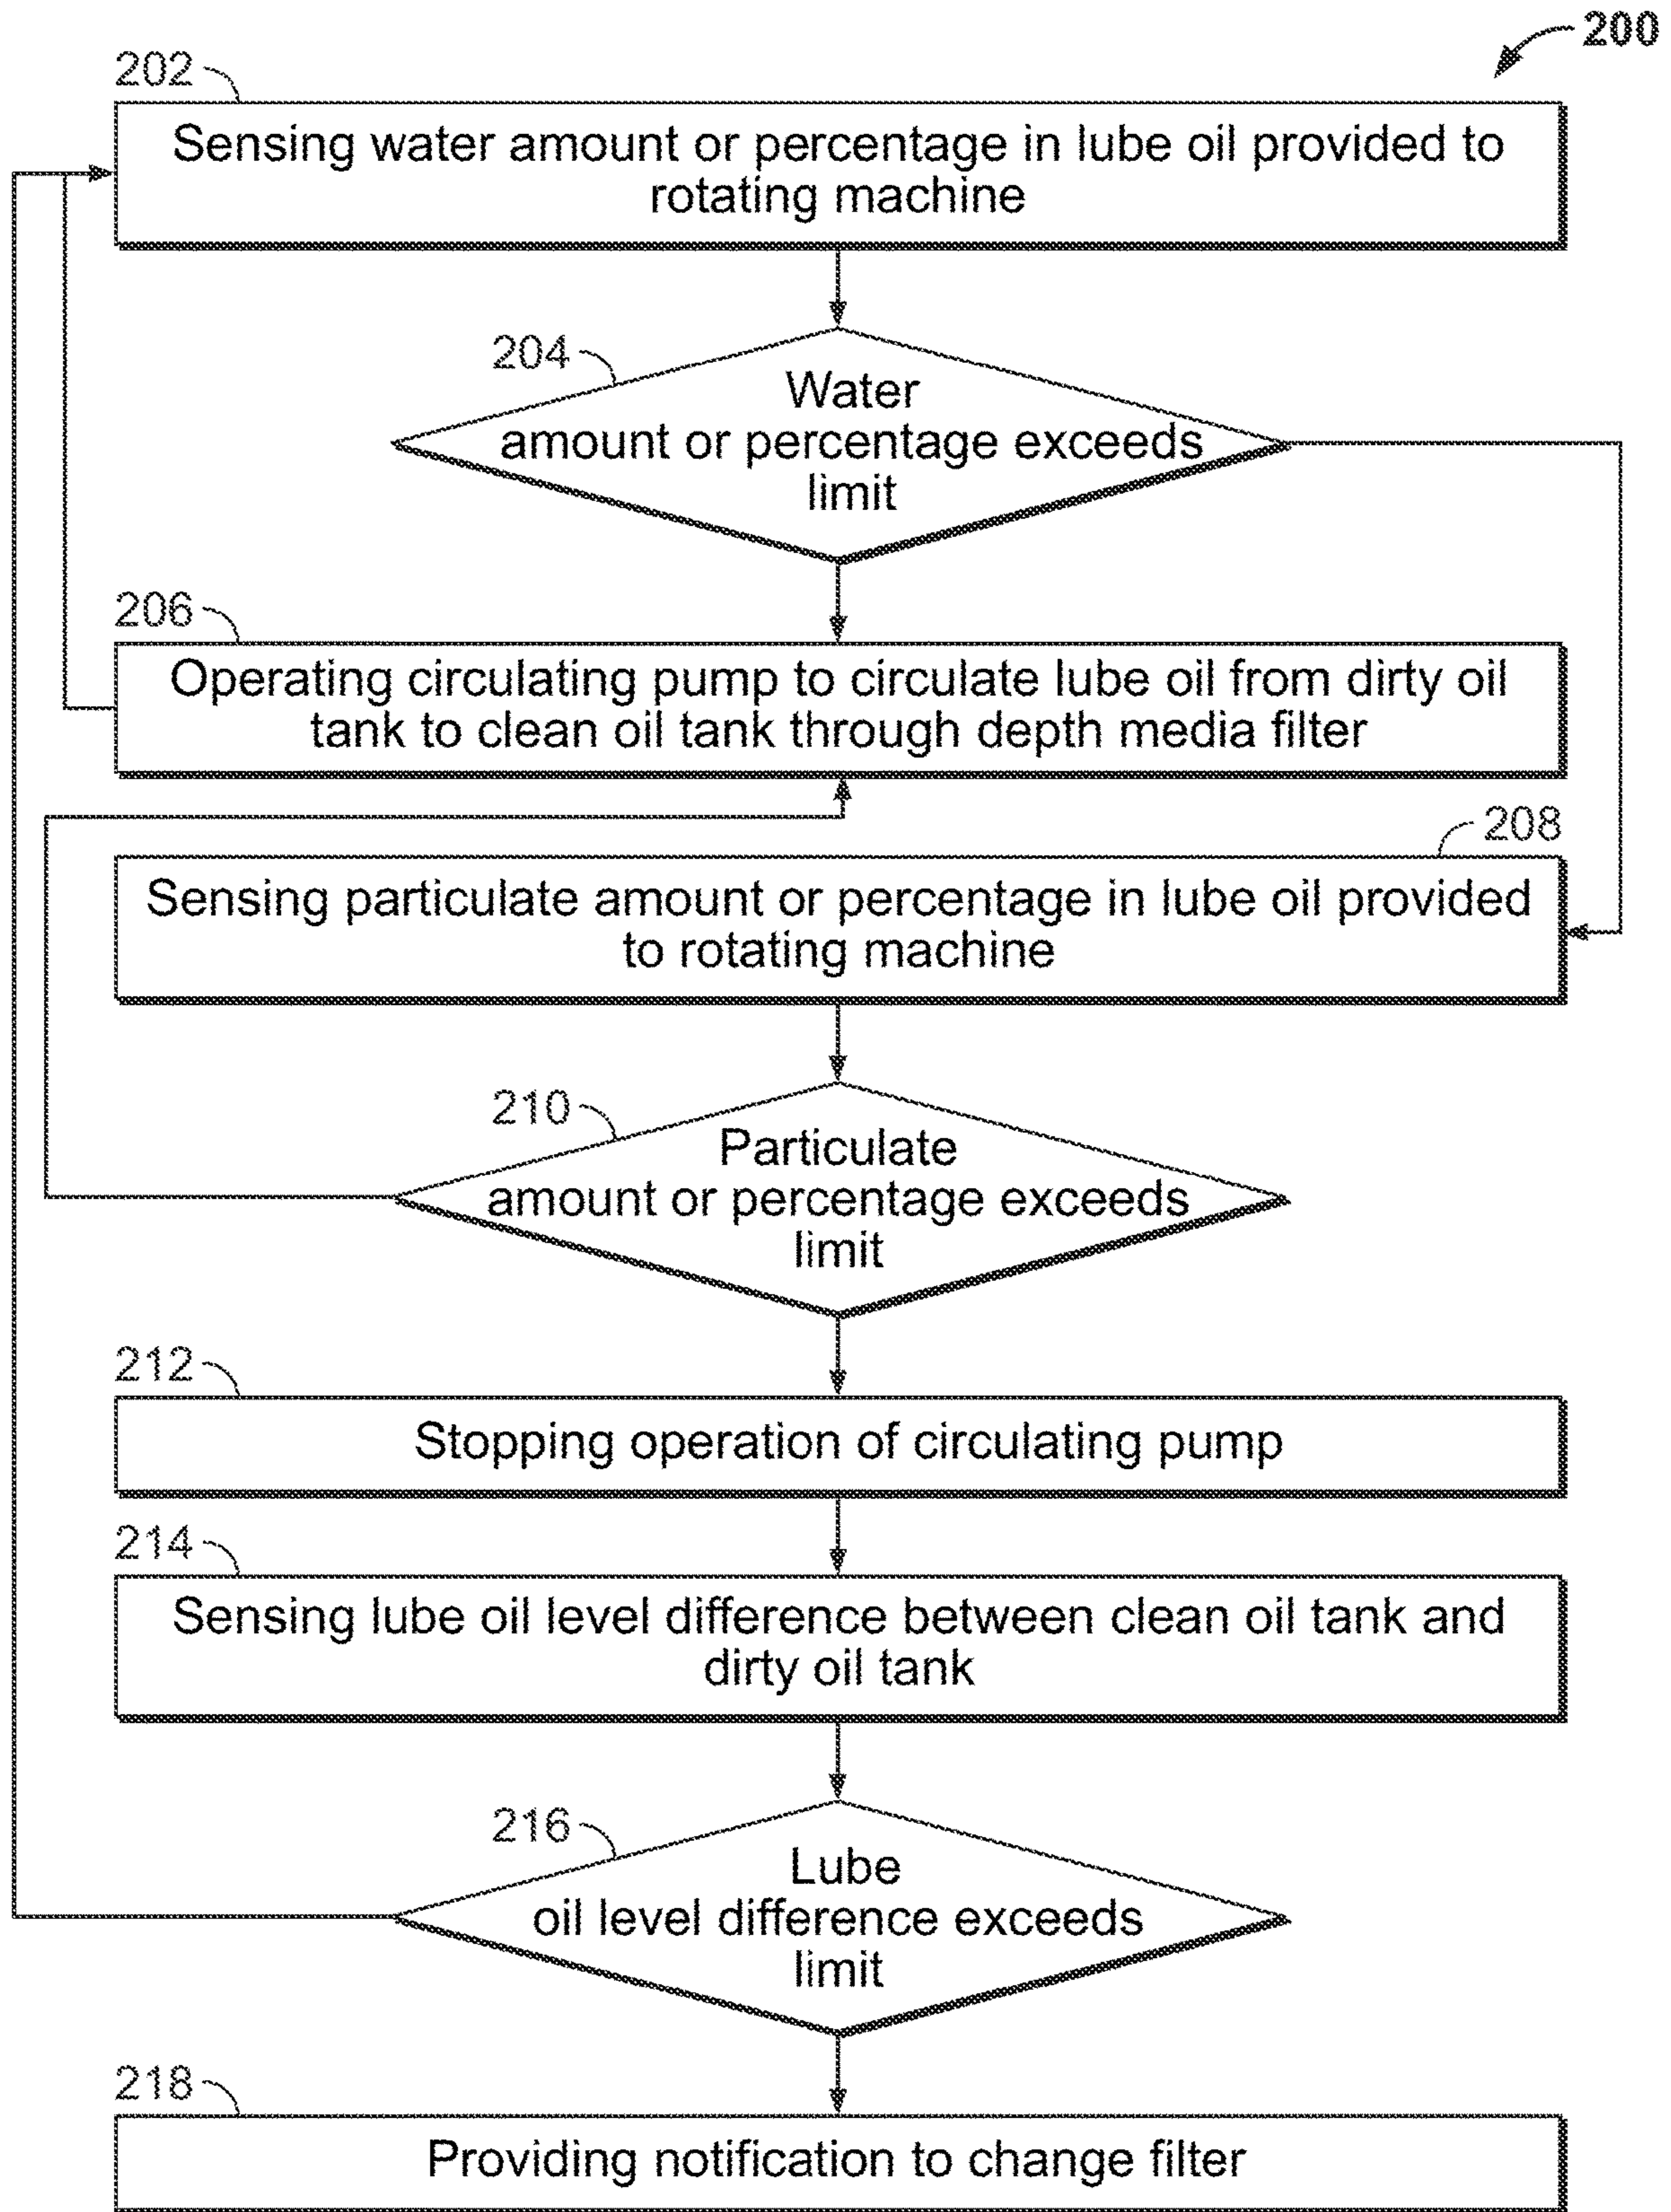 200
202
Sensing water amount or percentage in lube oil provided to
rotating machine
204
Water
amount or percentage exceeds
limit
206
Operating circulating pump to circulate lube oil from dirty oil
tank to clean oil tank through depth media filter
208
Sensing particulate amount or percentage in lube oil provided
to rotating machine
210
Particulate
amount or percentage exceeds
limit
212
Stopping operation of circulating pump
214
Sensing lube oil level difference between clean oil tank and
dirty oil tank
216
Lube
oil level difference exceeds
limit
218
Providing notification to change filter